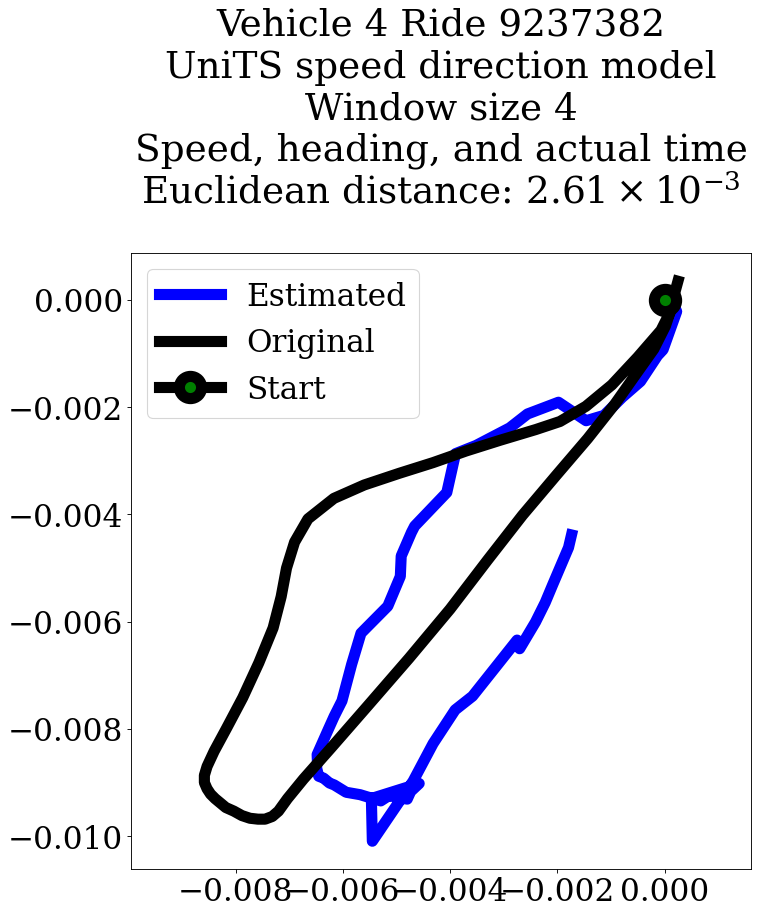 Vehicle 4 Ride 9237382
UniTS speed direction model
Window size 4
Speed, heading, and actual time
Euclidean distance: 2.61 × 10⁻³
Estimated
Original
Start
0.000
−0.002
−0.004
−0.006
−0.008
−0.010
−0.008 −0.006 −0.004 −0.002 0.000